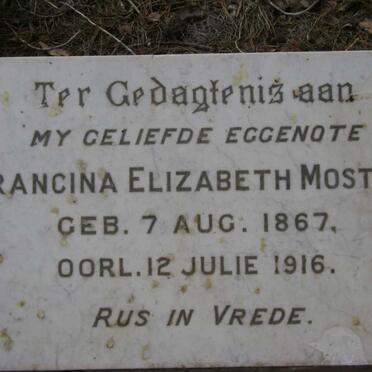 Ter Gedagtenis aan
MY GELIEFDE EGGENOTE
RANCINA ELIZABETH MOST
GEB. 7 AUG. 1867,
OORL. 12 JULIE 1916.
RUS IN VREDE.